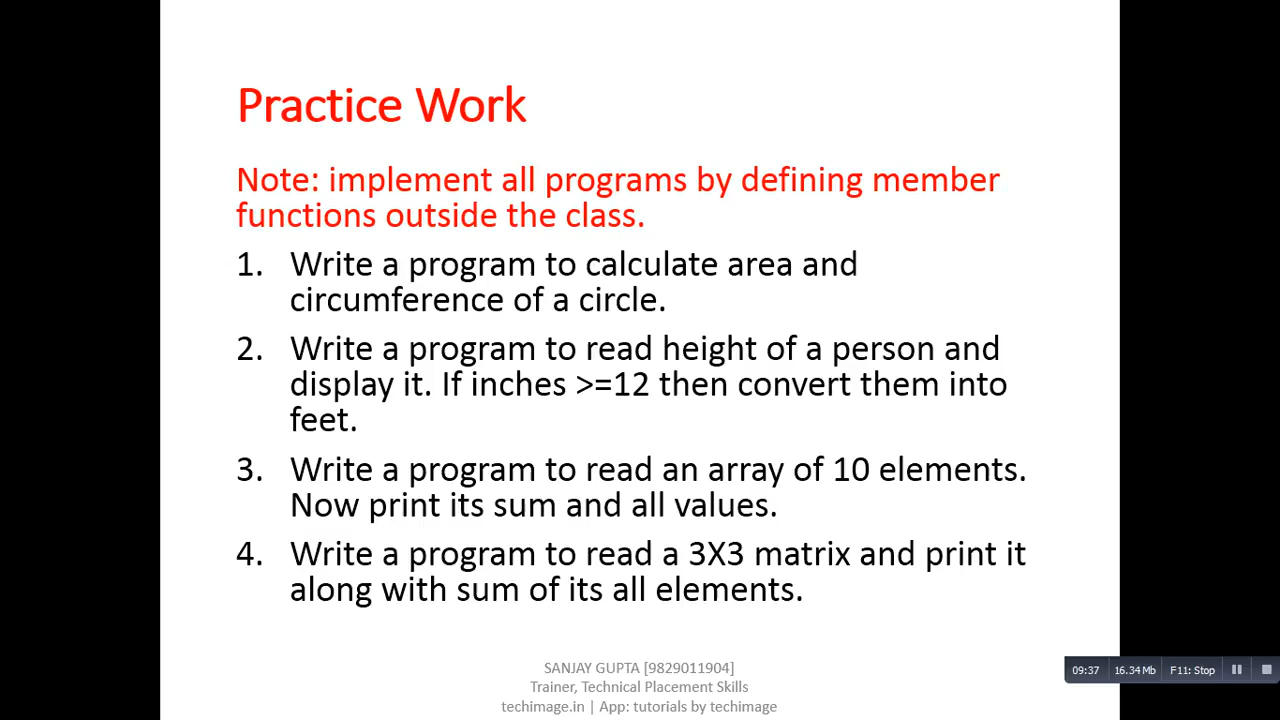 Practice Work
Note: implement all programs by defining member
functions outside the class.
1. Write a program to calculate area and
circumference of a circle.
2. Write a program to read height of a person and
display it. If inches >=12 then convert them into
feet.
3. Write a program to read an array of 10 elements.
Now print its sum and all values.
4. Write a program to read a 3X3 matrix and print it
along with sum of its all elements.
SANJAY GUPTA [9829011904]
Trainer, Technical Placement Skills
techimage.in | App: tutorials by techimage
09:37 16.34 Mb F11: Stop